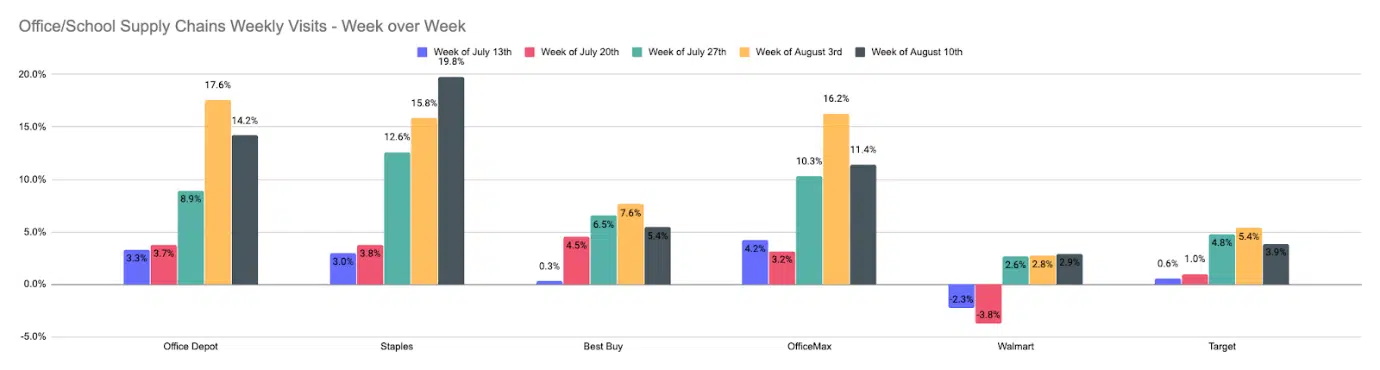 Office/School Supply Chains Weekly Visits - Week over Week
Week of July 13th Week of July 20th Week of July 27th Week of August 3rd Week of August 10th
20.0%
15.0%
10.0%
5.0%
0.0%
-5.0%
3.3% 3.7% 8.9% 17.6% 14.2%
3.0% 3.8% 12.6% 15.8% 19.8%
0.3% 4.5% 6.5% 7.6% 5.4%
4.2% 3.2% 10.3% 16.2% 11.4%
-2.3% -3.8% 2.6% 2.8% 2.9%
0.6% 1.0% 4.8% 5.4% 3.9%
Office Depot Staples Best Buy OfficeMax Walmart Target